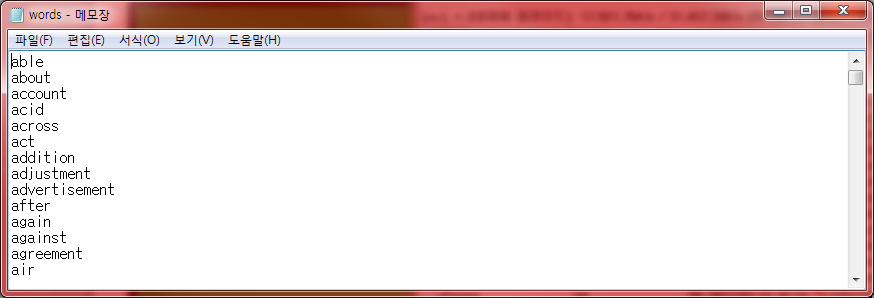 words - 메모장
파일(F) 편집(E) 서식(O) 보기(V) 도움말(H)
able
about
account
acid
across
act
addition
adjustment
advertisement
after
again
against
agreement
air